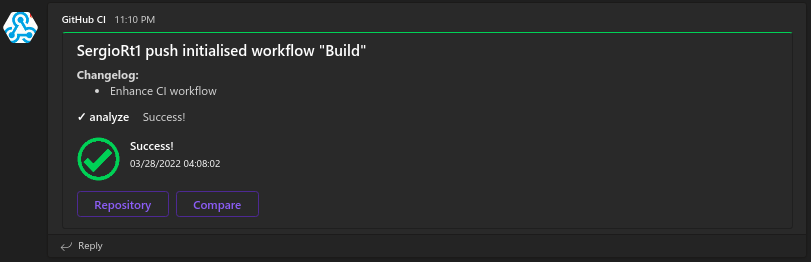 GitHub CI 11:10 PM
SergioRt1 push initialised workflow "Build"
Changelog:
• Enhance CI workflow
✓ analyze Success!
Success!
03/28/2022 04:08:02
Repository Compare
Reply